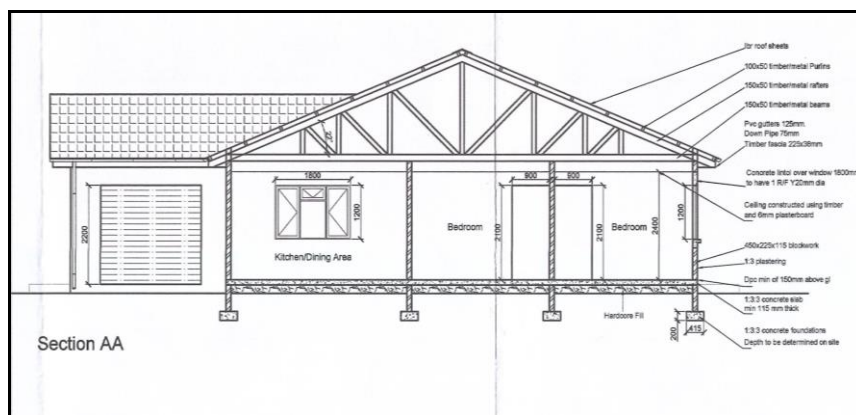 Ibr roof sheets
100x50 timber/metal Purlins
150x50 timber/metal rafters
150x50 timber/metal beams
Pvc gutters 125mm.
Down Pipe 75mm
Timber fascia 225x38mm
Concrete lintol over window 1800mm
to have 1 R/F Y20mm dia
Ceiling constructed using timber
and 6mm plasterboard
450x225x115 blockwork
1:3 plastering
Dpc min of 150mm above gl
1:3:3 concrete slab
min 115 mm thick
1:3:3 concrete foundations
Depth to be determined on site
2200
1800
1200
Kitchen/Dining Area
2100
Bedroom
900
900
2100
Bedroom
2400
1200
Hardcore Fill
200
415
Section AA